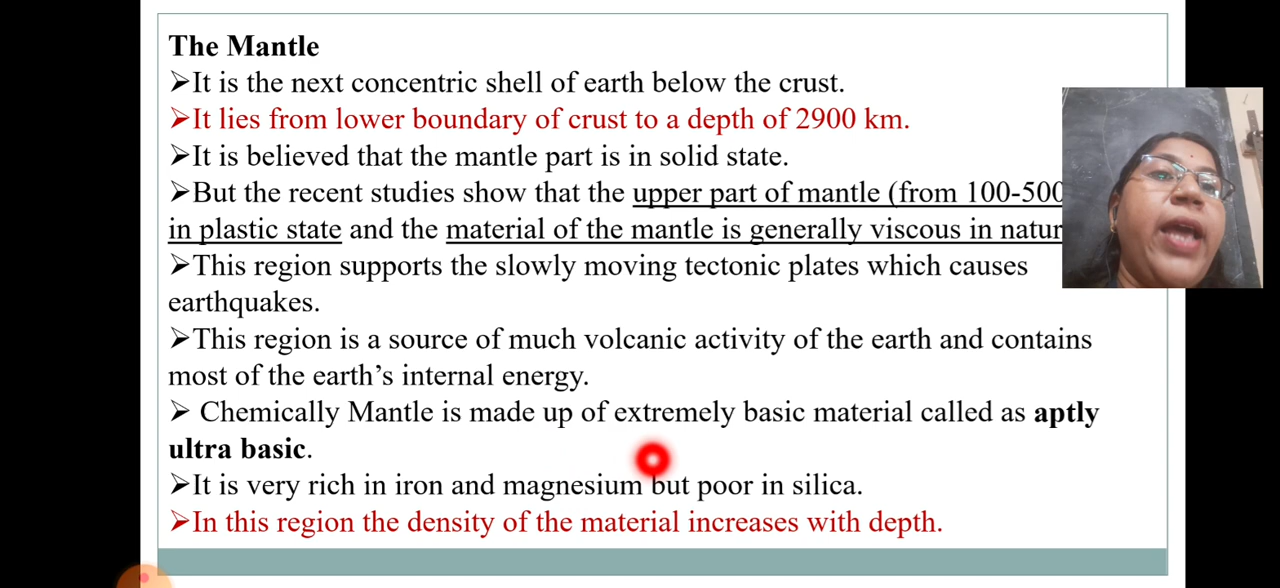 The Mantle
➤It is the next concentric shell of earth below the crust.
➤It lies from lower boundary of crust to a depth of 2900 km.
➤It is believed that the mantle part is in solid state.
➤But the recent studies show that the upper part of mantle (from 100-500
in plastic state and the material of the mantle is generally viscous in
➤This region supports the slowly moving tectonic plates which causes
earthquakes.
➤This region is a source of much volcanic activity of the earth and contains
most of the earth’s internal energy.
➤ Chemically Mantle is made up of extremely basic material called as aptly
ultra basic.
➤It is very rich in iron and magnesium but poor in silica.
➤In this region the density of the material increases with depth.